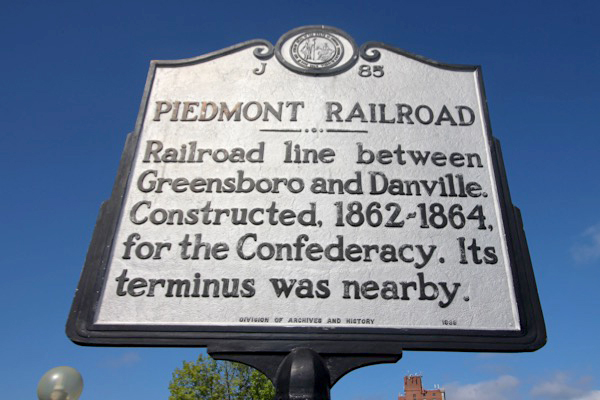 J 85
PIEDMONT RAILROAD
Railroad line between
Greensboro and Danville.
Constructed, 1862-1864,
for the Confederacy. Its
terminus was nearby.
DIVISION OF ARCHIVES AND HISTORY